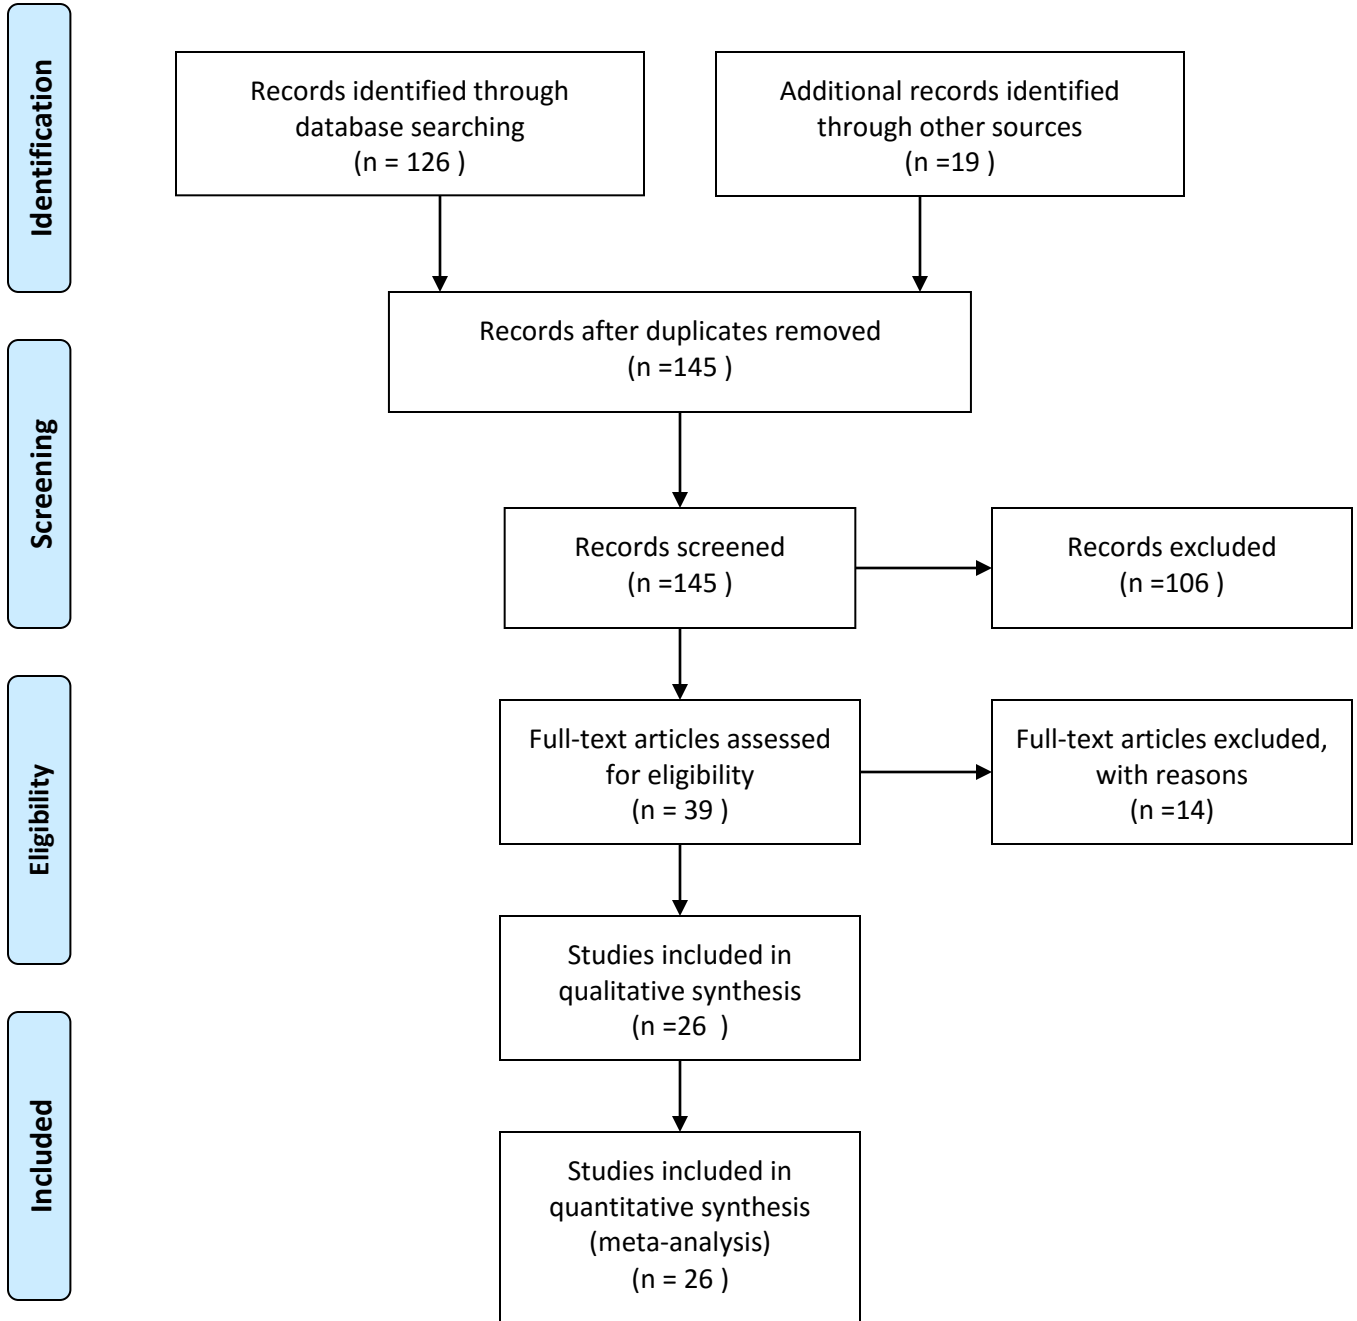 Identification
Records identified through
database searching
(n = 126 )
Additional records identified
through other sources
(n =19 )
Records after duplicates removed
(n =145 )
Screening
Records screened
(n =145 )
Records excluded
(n =106 )
Eligibility
Full-text articles assessed
for eligibility
(n = 39 )
Full-text articles excluded,
with reasons
(n =14)
Studies included in
qualitative synthesis
(n =26  )
Included
Studies included in
quantitative synthesis
(meta-analysis)
(n = 26 )